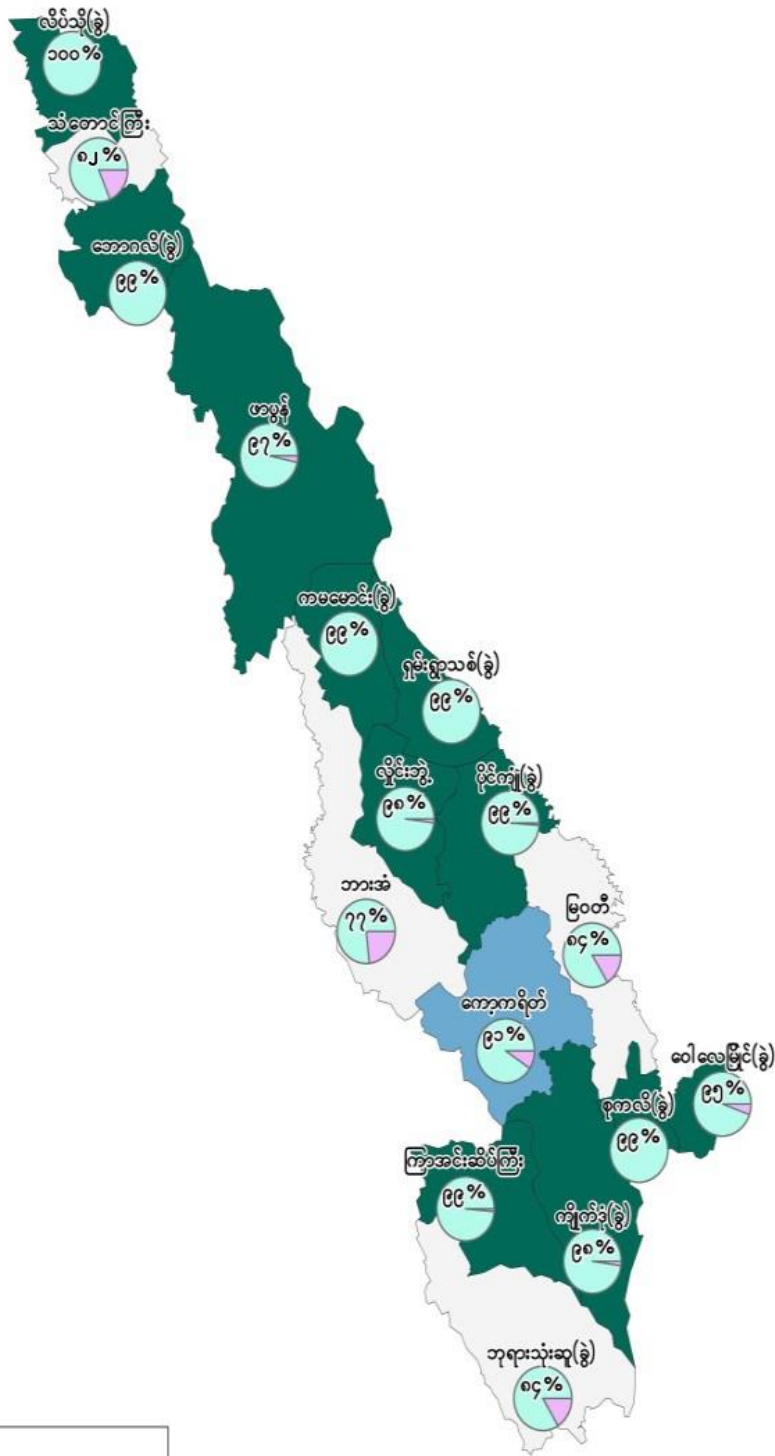 လိပ်သို(ခွဲ)
၁၀၀%
သံတောင်ကြီး
၈၂%
ဘောဂလိ(ခွဲ)
၉၉%
ဖာပွန်
၉၇%
ကမမောင်း(ခွဲ)
၉၉%
ရှမ်းရွာသစ်(ခွဲ)
၉၉%
လှိုင်းဘွဲ့
၉၈%
ပိုင်ကျုံ(ခွဲ)
၉၉%
ဘားအံ
၇၇%
မြဝတီ
၈၄%
ကော့ကရိတ်
၉၁%
ဝေါလေမြိုင်(ခွဲ)
၉၅%
စုကလိ(ခွဲ)
၉၉%
ကြာအင်းဆိပ်ကြီး
၉၉%
ကျိုက်ဒုံ(ခွဲ)
၉၈%
ဘုရားသုံးဆူ(ခွဲ)
၈၄%